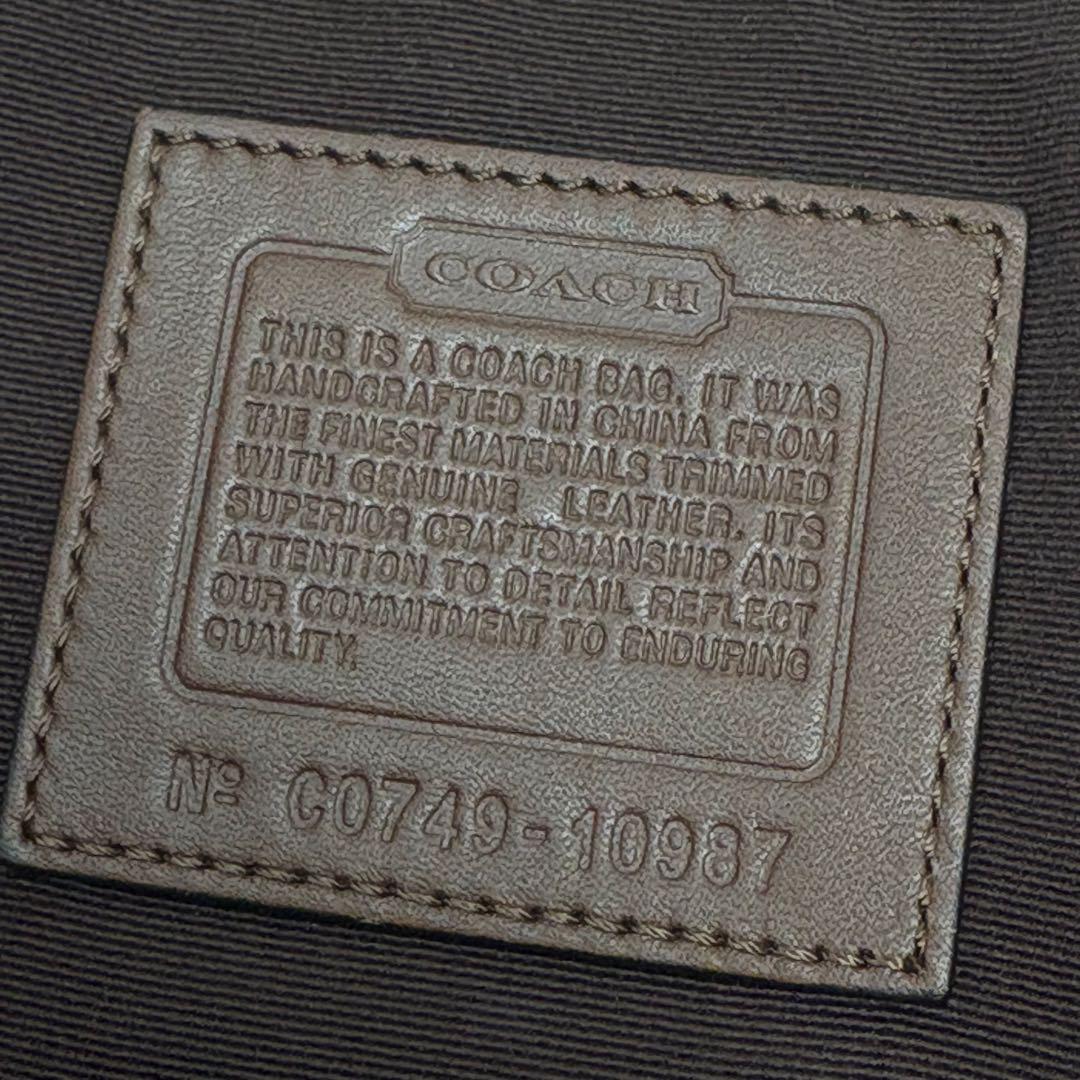 COACH
THIS IS A COACH BAG. IT WAS
HANDCRAFTED IN CHINA FROM
THE FINEST MATERIALS TRIMMED
WITH GENUINE LEATHER. ITS
SUPERIOR CRAFTSMANSHIP AND
ATTENTION TO DETAIL REFLECT
OUR COMMITMENT TO ENDURING
QUALITY.
Nº C0749-10987